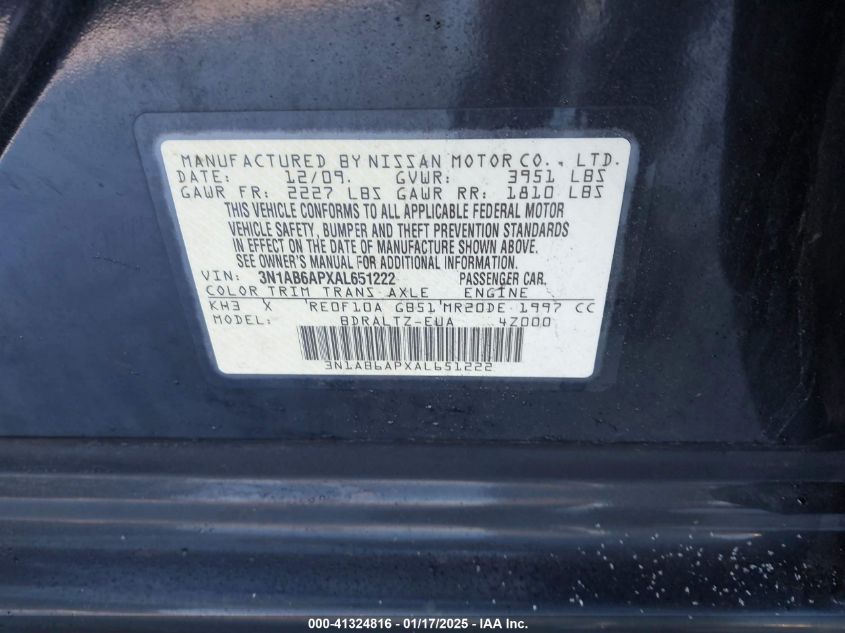 MANUFACTURED BY NISSAN MOTOR CO., LTD.
DATE: 12/09. GVWR: 3951 LBS
GAWR FR: 2227 LBS GAWR RR: 1810 LBS
THIS VEHICLE CONFORMS TO ALL APPLICABLE FEDERAL MOTOR
VEHICLE SAFETY, BUMPER AND THEFT PREVENTION STANDARDS
IN EFFECT ON THE DATE OF MANUFACTURE SHOWN ABOVE.
SEE OWNER'S MANUAL FOR ADDITIONAL INFORMATION
VIN: 3N1AB6APXAL651222 PASSENGER CAR.
COLOR TRIM TRANS AXLE ENGINE
KH3 X 'RE0F10A GB51'MR20DE 1997 CC
MODEL: BDRALTZ-EUA 4Z000
3N1AB6APXAL651222
000-41324816 - 01/17/2025 - © IAA, Inc.